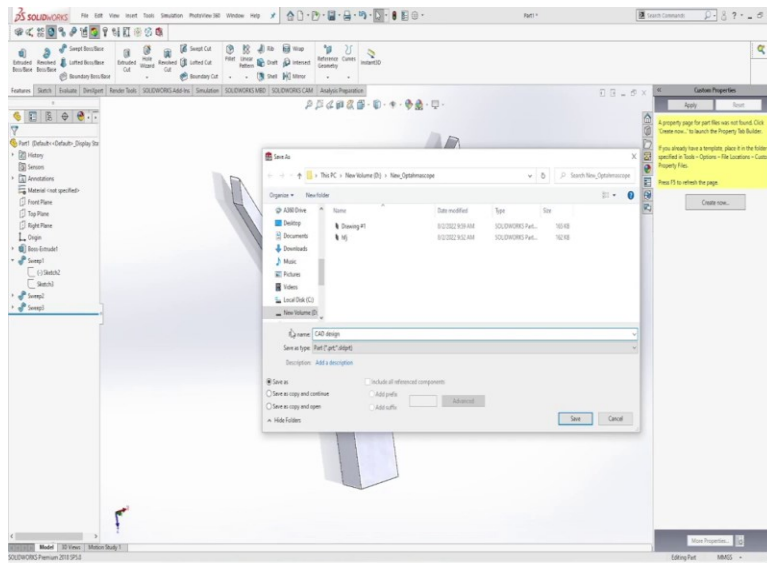 SOLIDWORKS File Edit View Insert Tools Simulation PhotoView 360 Window Help
Part1 *
Search Commands
Extruded Boss/Base
Revolved Boss/Base
Swept Boss/Base
Lofted Boss/Base
Boundary Boss/Base
Extruded Cut
Hole Wizard
Revolved Cut
Swept Cut
Lofted Cut
Boundary Cut
Fillet
Linear Pattern
Rib
Draft
Shell
Wrap
Intersect
Mirror
Reference Geometry
Curves
Instant3D
Features Sketch Evaluate DimXpert Render Tools SOLIDWORKS Add-Ins Simulation SOLIDWORKS MBD SOLIDWORKS CAM Analysis Preparation
Part1 (Default<<Default>_Display Sta
History
Sensors
Annotations
Material <not specified>
Front Plane
Top Plane
Right Plane
Origin
Boss-Extrude1
Sweep1
(-) Sketch2
Sketch3
Sweep2
Sweep3
Save As
This PC > New Volume (D:) > New_Optalmoscope
Search New_Optalmoscope
Organize New folder
A360 Drive
Desktop
Documents
Downloads
Music
Pictures
Videos
Local Disk (C:)
New Volume (D
Name Date modified Type Size
Drawing #1 SOLIDWORKS Part...
SOLIDWORKS Part...
name: CAD design
Save as type: Part (*.prt;*.sldprt)
Description: Add a description
Save as
Save as copy and continue
Save as copy and open
Include all referenced components
Add prefix
Add suffix
Advanced
Hide Folders
Save Cancel
Custom Properties
Apply Reset
A property page for part files was not found. Click
'Create now...' to launch the Property Tab Builder.
If you already have a template, place it in the folder
specified in Tools - Options - File Locations - Custo
Property Files.
Press F5 to refresh the page.
Create now...
More Properties...
Model 3D Views Motion Study 1
SOLIDWORKS Premium 2018 SP5.0
Editing Part MMGS